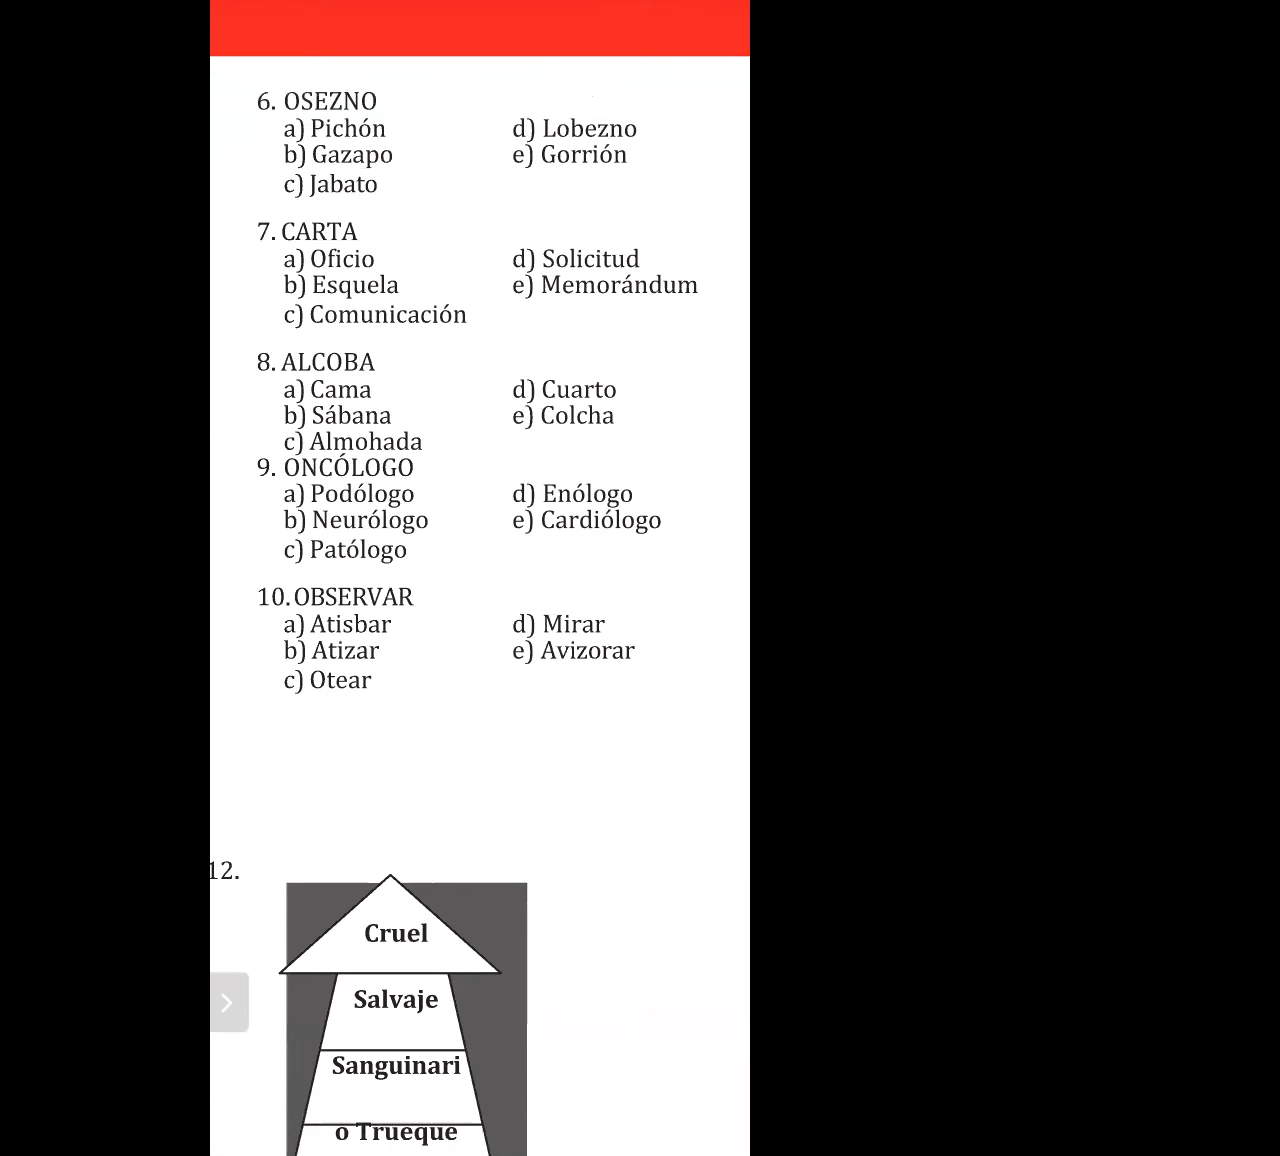 6. OSEZNO
a) Pichón d) Lobezno
b) Gazapo e) Gorrión
c) Jabato
7. CARTA
a) Oficio d) Solicitud
b) Esquela e) Memorándum
c) Comunicación
8. ALCOBA
a) Cama d) Cuarto
b) Sábana e) Colcha
c) Almohada
9. ONCÓLOGO
a) Podólogo d) Enólogo
b) Neurólogo e) Cardiólogo
c) Patólogo
10. OBSERVAR
a) Atisbar d) Mirar
b) Atizar e) Avizorar
c) Otear
12.
Cruel
Salvaje
Sanguinari
o Trueque